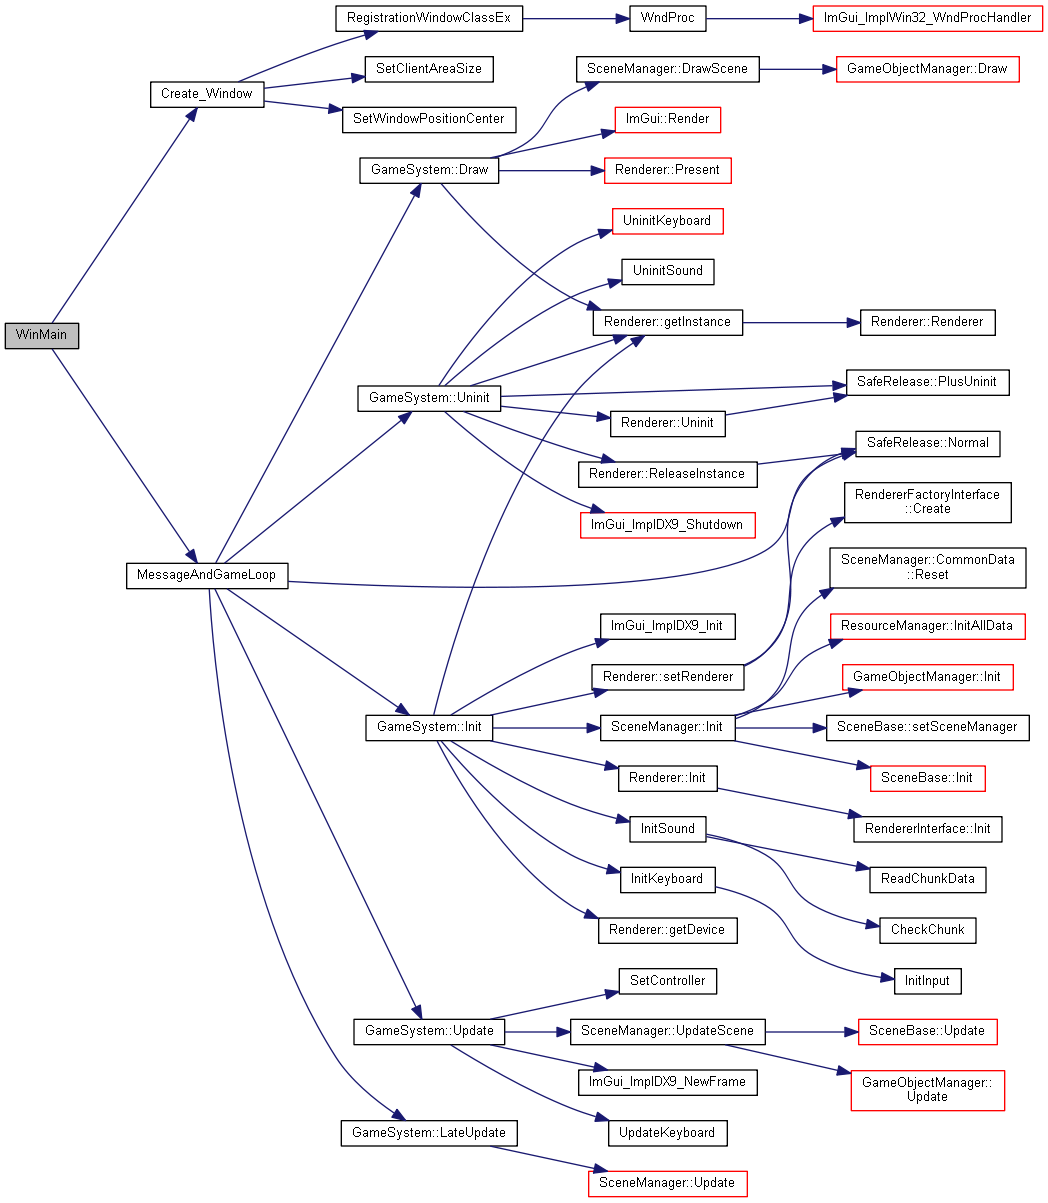 RegistrationWindowClassEx
WndProc
ImGui_ImplWin32_WndProcHandler
SetClientAreaSize
SceneManager::DrawScene
GameObjectManager::Draw
Create_Window
SetWindowPositionCenter
ImGui::Render
GameSystem::Draw
Renderer::Present
UninitKeyboard
UninitSound
WinMain
Renderer::getInstance
Renderer::Renderer
GameSystem::Uninit
SafeRelease::PlusUninit
Renderer::Uninit
SafeRelease::Normal
Renderer::ReleaseInstance
RendererFactoryInterface
::Create
ImGui_ImplDX9_Shutdown
MessageAndGameLoop
SceneManager::CommonData
::Reset
ImGui_ImplDX9_Init
ResourceManager::InitAllData
Renderer::setRenderer
GameObjectManager::Init
GameSystem::Init
SceneManager::Init
SceneBase::setSceneManager
Renderer::Init
SceneBase::Init
InitSound
RendererInterface::Init
InitKeyboard
ReadChunkData
Renderer::getDevice
CheckChunk
SetController
InitInput
GameSystem::Update
SceneManager::UpdateScene
SceneBase::Update
ImGui_ImplDX9_NewFrame
GameObjectManager::
Update
GameSystem::LateUpdate
UpdateKeyboard
SceneManager::Update